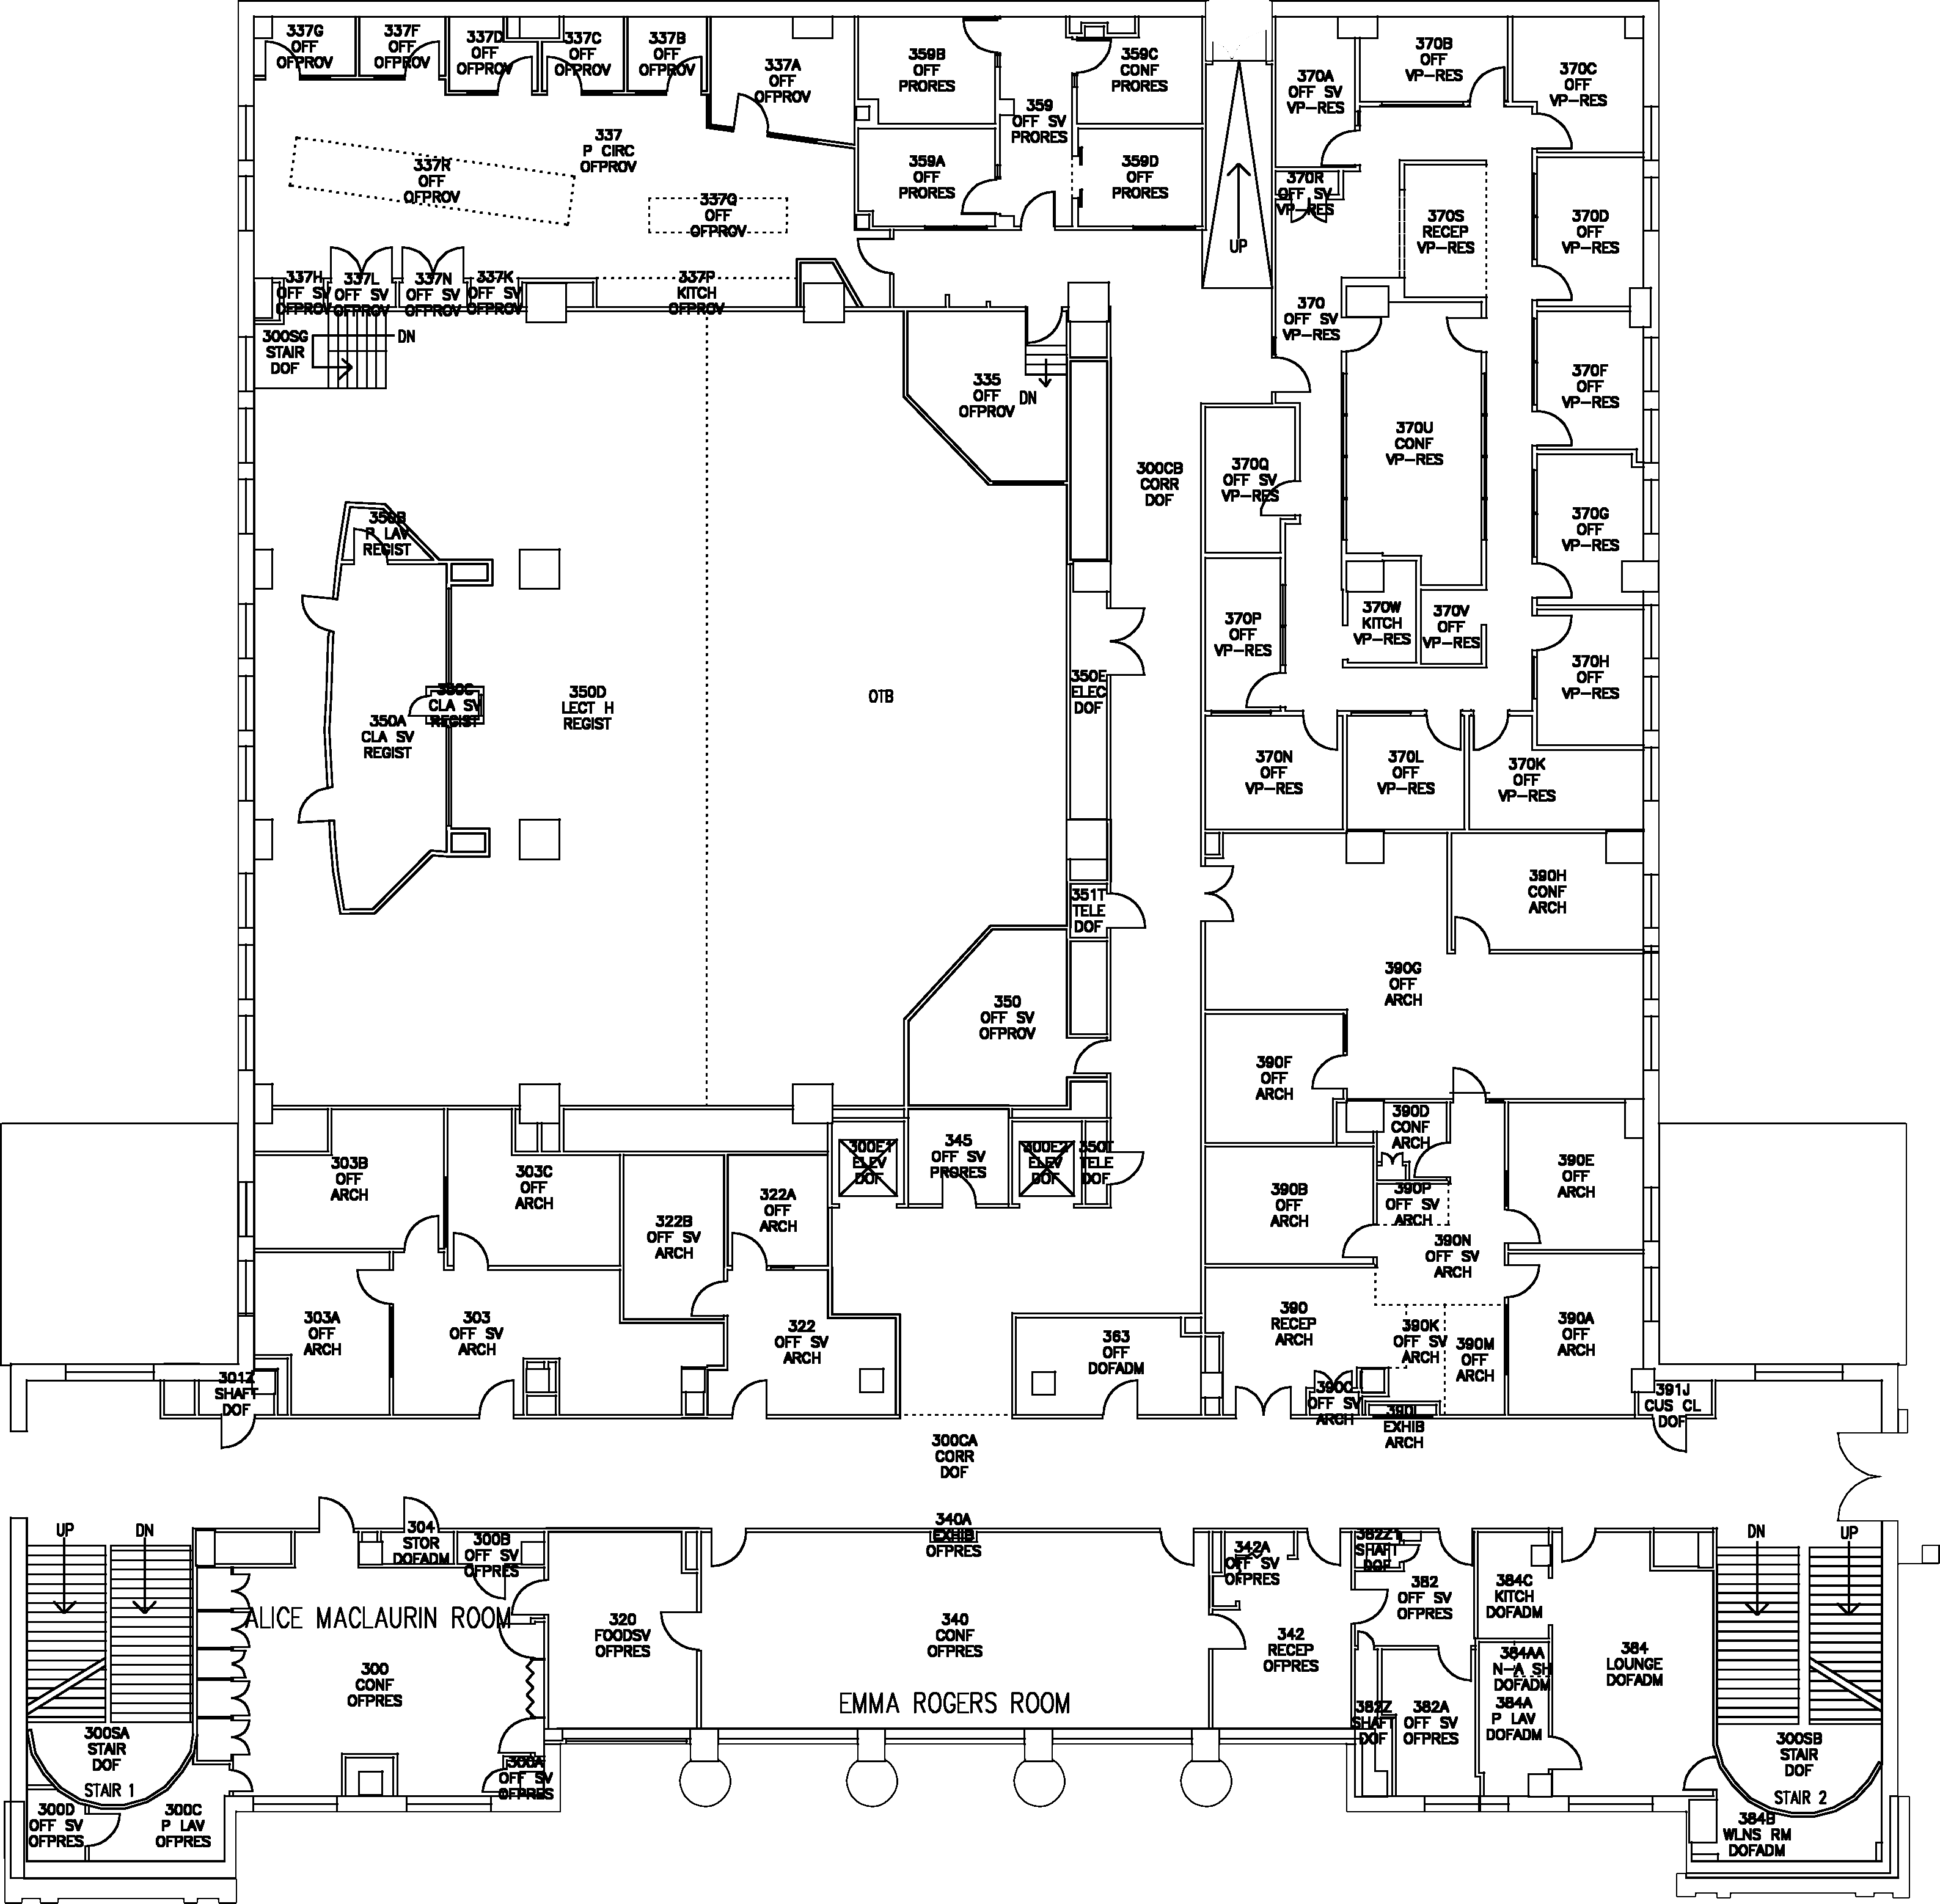 337G
OFF
OFPROV
337F
OFF
OFPROV
337D
OFF
OFPROV
337C
OFF
OFPROV
337B
OFF
OFPROV
337A
OFF
OFPROV
359B
OFF
PRORES
359
OFF SV
PRORES
359C
CONF
PRORES
370A
OFF SV
VP-RES
370B
OFF
VP-RES
370C
OFF
VP-RES
337
P CIRC
OFPROV
337R
OFF
OFPROV
337Q
OFF
OFPROV
359A
OFF
PRORES
359D
OFF
PRORES
UP
370R
OFF SV
VP-RES
370S
RECEP
VP-RES
370D
OFF
VP-RES
337H
OFF SV
OFPROV
337L
OFF SV
OFPROV
337N
OFF SV
OFPROV
337K
OFF SV
OFPROV
337P
KITCH
OFPROV
370
OFF SV
VP-RES
300SG
STAIR
DOF
DN
335
OFF
OFPROV
DN
370F
OFF
VP-RES
370U
CONF
VP-RES
300CB
CORR
DOF
370Q
OFF SV
VP-RES
370G
OFF
VP-RES
350B
P LAV
REGIST
370P
OFF
VP-RES
370W
KITCH
VP-RES
370V
OFF
VP-RES
370H
OFF
VP-RES
350C
CLA SV
REGIST
350A
CLA SV
REGIST
350D
LECT H
REGIST
OTB
350E
ELEC
DOF
370N
OFF
VP-RES
370L
OFF
VP-RES
370K
OFF
VP-RES
351T
TELE
DOF
390H
CONF
ARCH
390G
OFF
ARCH
350
OFF SV
OFPROV
390F
OFF
ARCH
390D
CONF
ARCH
303B
OFF
ARCH
303C
OFF
ARCH
322B
OFF SV
ARCH
322A
OFF
ARCH
300E1
ELEV
DOF
345
OFF SV
PRORES
300E2
ELEV
DOF
350T
TELE
DOF
390B
OFF
ARCH
390P
OFF SV
ARCH
390E
OFF
ARCH
390N
OFF SV
ARCH
303A
OFF
ARCH
303
OFF SV
ARCH
322
OFF SV
ARCH
363
OFF
DOFADM
390
RECEP
ARCH
390K
OFF SV
ARCH
390M
OFF
ARCH
390A
OFF
ARCH
301Z
SHAFT
DOF
390C
OFF SV
ARCH
390L
EXHIB
ARCH
391J
CUS CL
DOF
300CA
CORR
DOF
UP
DN
304
STOR
DOFADM
300B
OFF SV
OFPRES
340A
EXHIB
OFPRES
342A
OFF SV
OFPRES
382Z1
SHAFT
DOF
382
OFF SV
OFPRES
384C
KITCH
DOFADM
DN
UP
ALICE MACLAURIN ROOM
320
FOODSV
OFPRES
340
CONF
OFPRES
342
RECEP
OFPRES
384AA
N-A SH
DOFADM
384
LOUNGE
DOFADM
300
CONF
OFPRES
EMMA ROGERS ROOM
382Z
SHAFT
DOF
382A
OFF SV
OFPRES
384A
P LAV
DOFADM
300SA
STAIR
DOF
STAIR 1
300A
OFF SV
OFPRES
300SB
STAIR
DOF
STAIR 2
300D
OFF SV
OFPRES
300C
P LAV
OFPRES
384B
WLNS RM
DOFADM